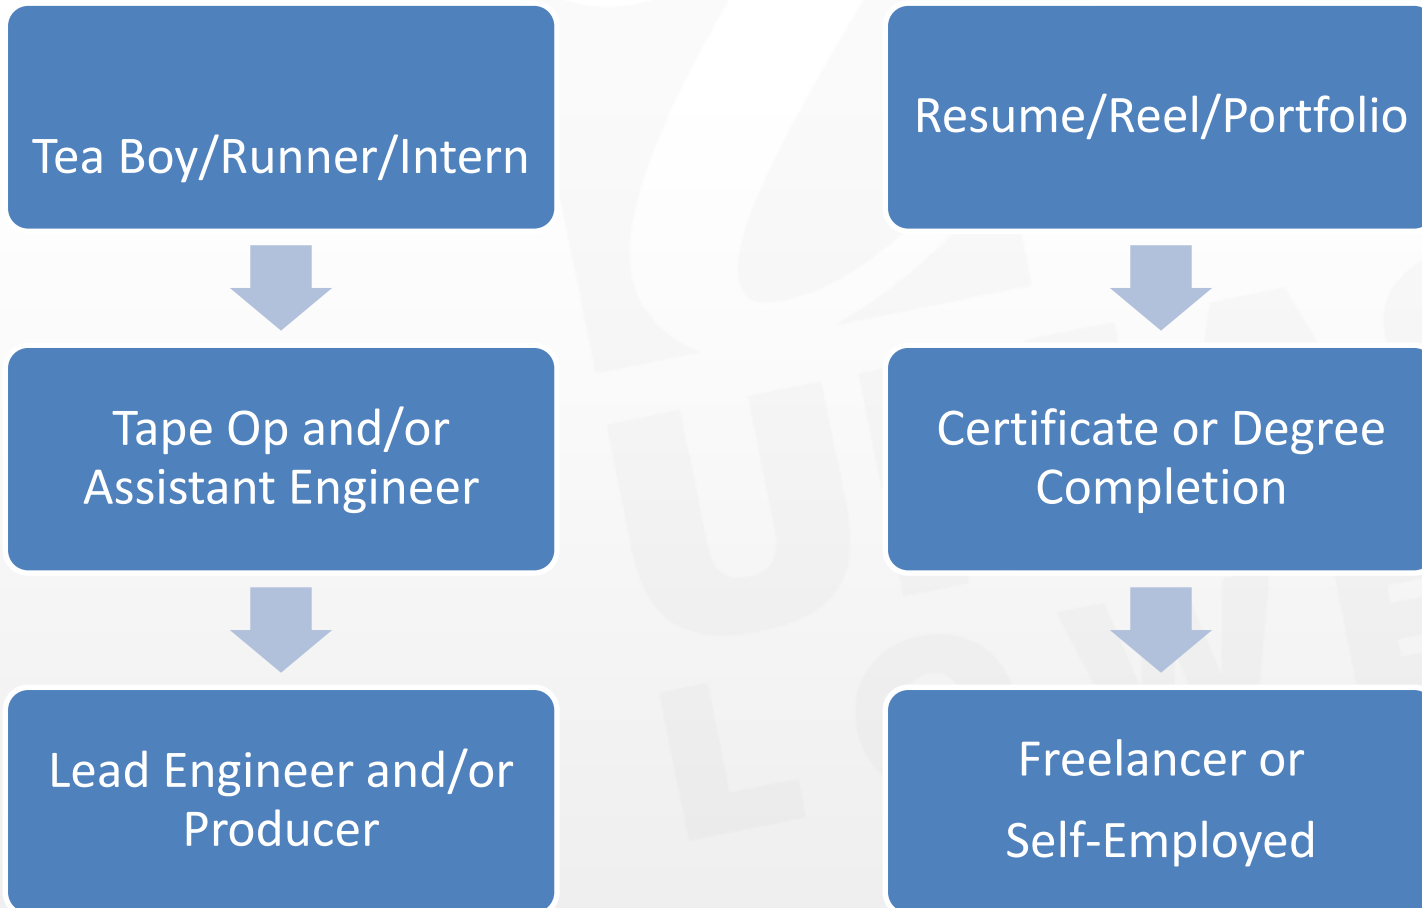 Tea Boy/Runner/Intern
Tape Op and/or
Assistant Engineer
Lead Engineer and/or
Producer
Resume/Reel/Portfolio
Certificate or Degree
Completion
Freelancer or
Self-Employed